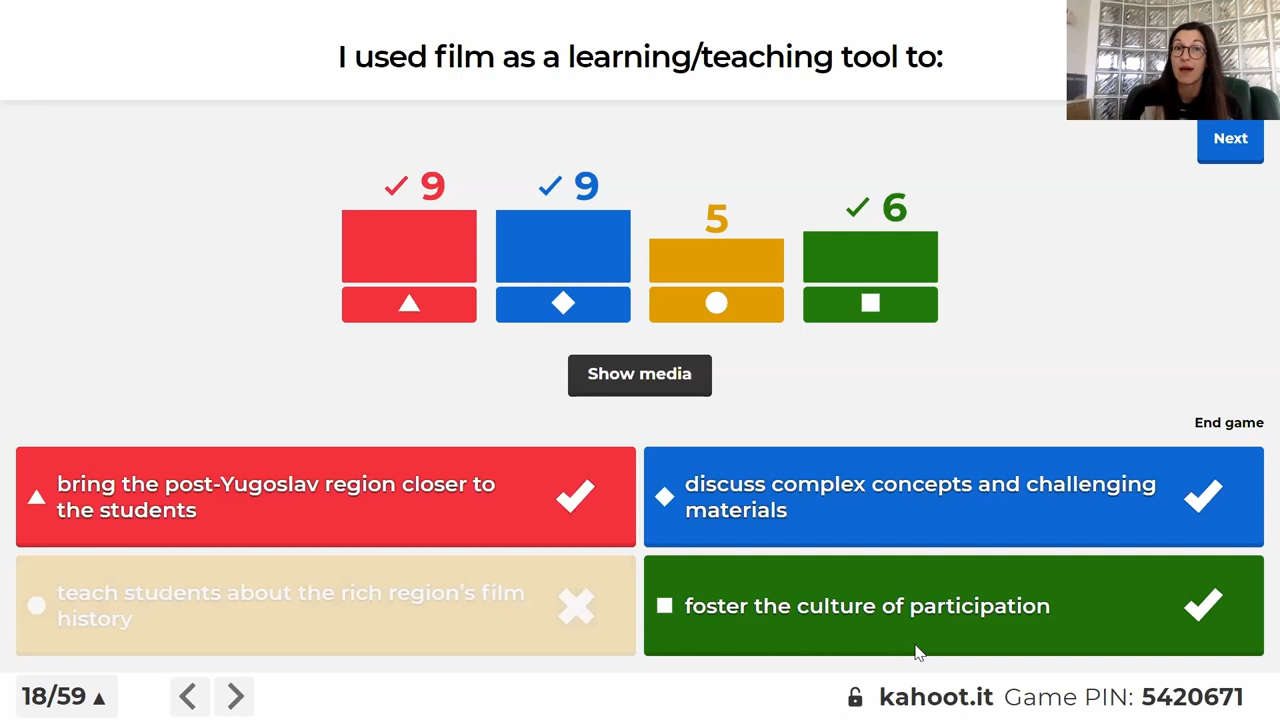 I used film as a learning/teaching tool to:
Next
9
9
5
6
Show media
End game
bring the post-Yugoslav region closer to
the students
discuss complex concepts and challenging
materials
teach students about the rich region's film
history
foster the culture of participation
18/59
kahoot.it Game PIN: 5420671